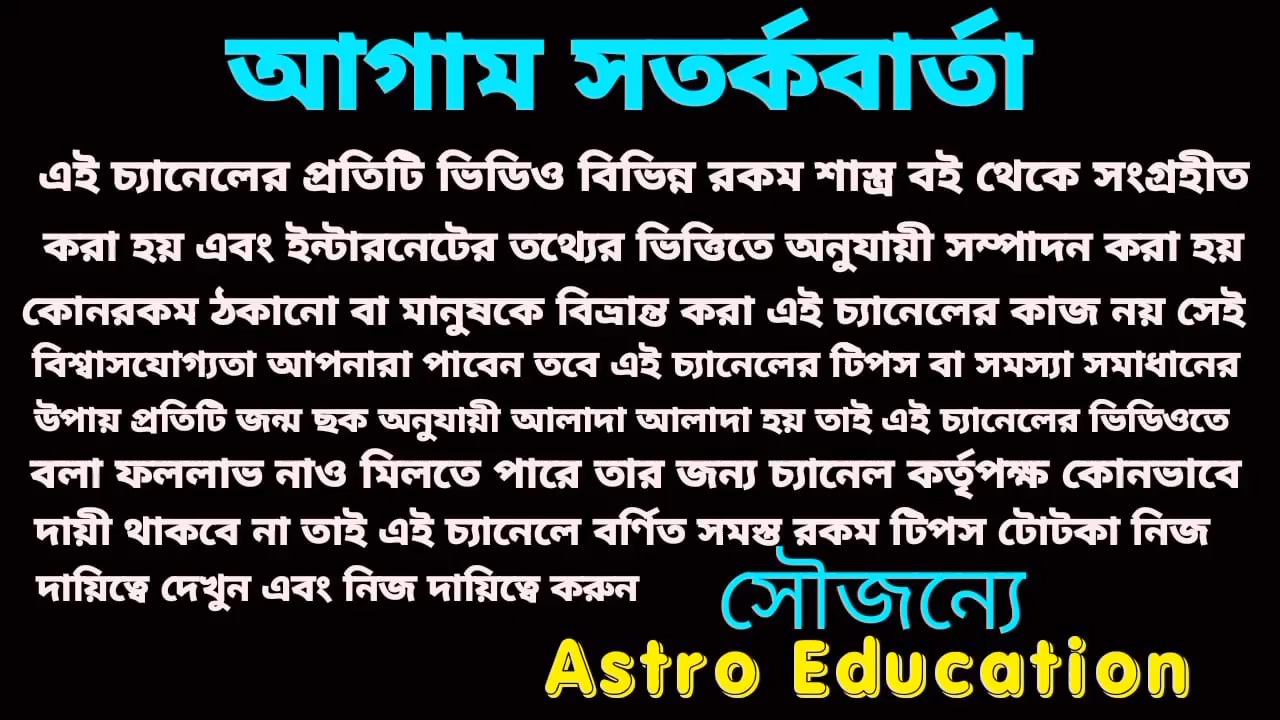 আগাম সতর্কবার্তা
এই চ্যানেলের প্রতিটি ভিডিও বিভিন্ন রকম শাস্ত্র বই থেকে সংগ্রহীত
করা হয় এবং ইন্টারনেটের তথ্যের ভিত্তিতে অনুযায়ী সম্পাদন করা হয়
কোনরকম ঠকানো বা মানুষকে বিভ্রান্ত করা এই চ্যানেলের কাজ নয় সেই
বিশ্বাসযোগ্যতা আপনারা পাবেন তবে এই চ্যানেলের টিপস বা সমস্যা সমাধানের
উপায় প্রতিটি জন্ম ছক অনুযায়ী আলাদা আলাদা হয় তাই এই চ্যানেলের ভিডিওতে
বলা ফললাভ নাও মিলতে পারে তার জন্য চ্যানেল কর্তৃপক্ষ কোনভাবে
দায়ী থাকবে না তাই এই চ্যানেলে বর্ণিত সমস্ত রকম টিপস টোটকা নিজ
দায়িত্বে দেখুন এবং নিজ দায়িত্বে করুন
সৌজন্যে
Astro Education